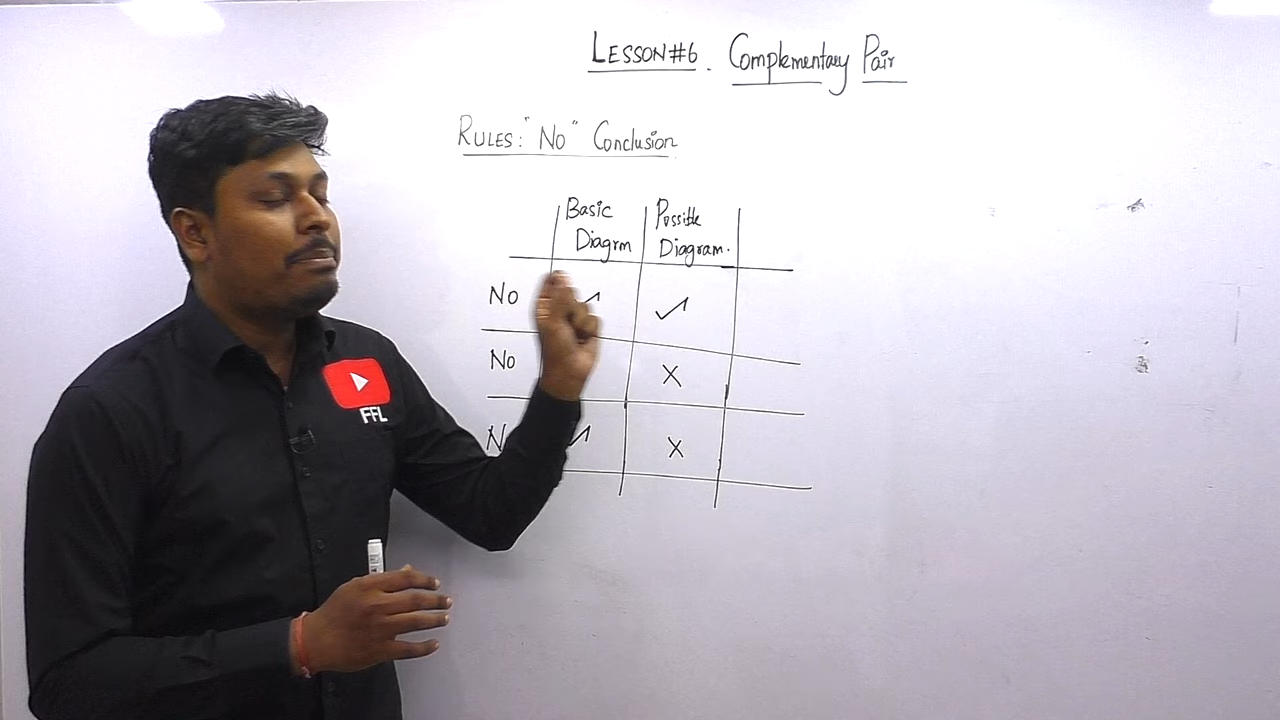 LESSON#6. Complementary Pair
RULES: "No" Conclusion
Basic Diagrm
Possible Diagram.
No ✓ ✓
No X
N ✓ X
FFL